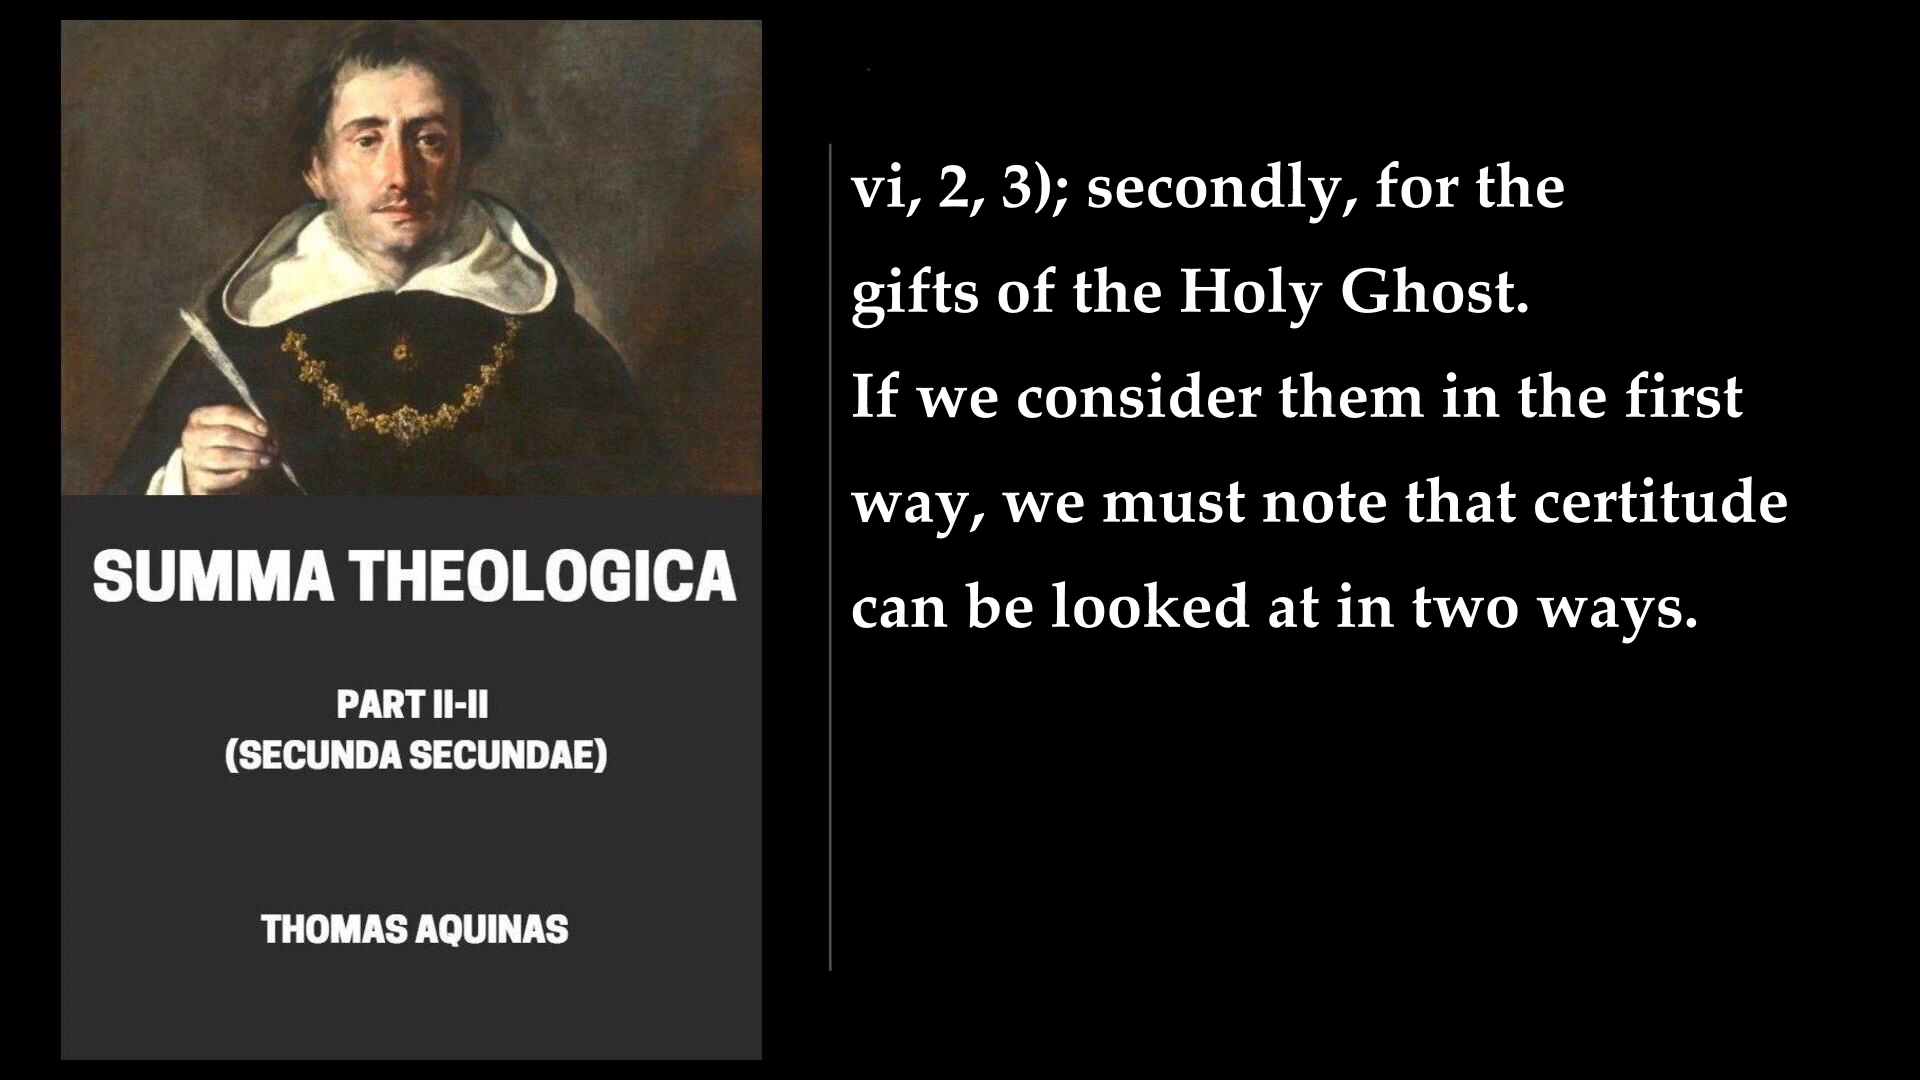 SUMMA THEOLOGICA
PART II-II
(SECUNDA SECUNDAE)
THOMAS AQUINAS
vi, 2, 3); secondly, for the
gifts of the Holy Ghost.
If we consider them in the first
way, we must note that certitude
can be looked at in two ways.